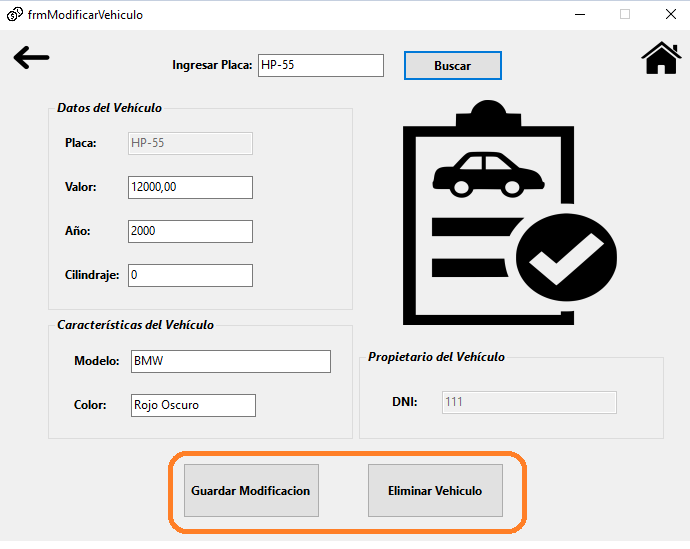 frmModificarVehiculo
Ingresar Placa: HP-55 Buscar
Datos del Vehículo
Placa: HP-55
Valor: 12000,00
Año: 2000
Cilindraje: 0
Características del Vehículo
Modelo: BMW
Color: Rojo Oscuro
Propietario del Vehículo
DNI: 111
Guardar Modificacion Eliminar Vehiculo